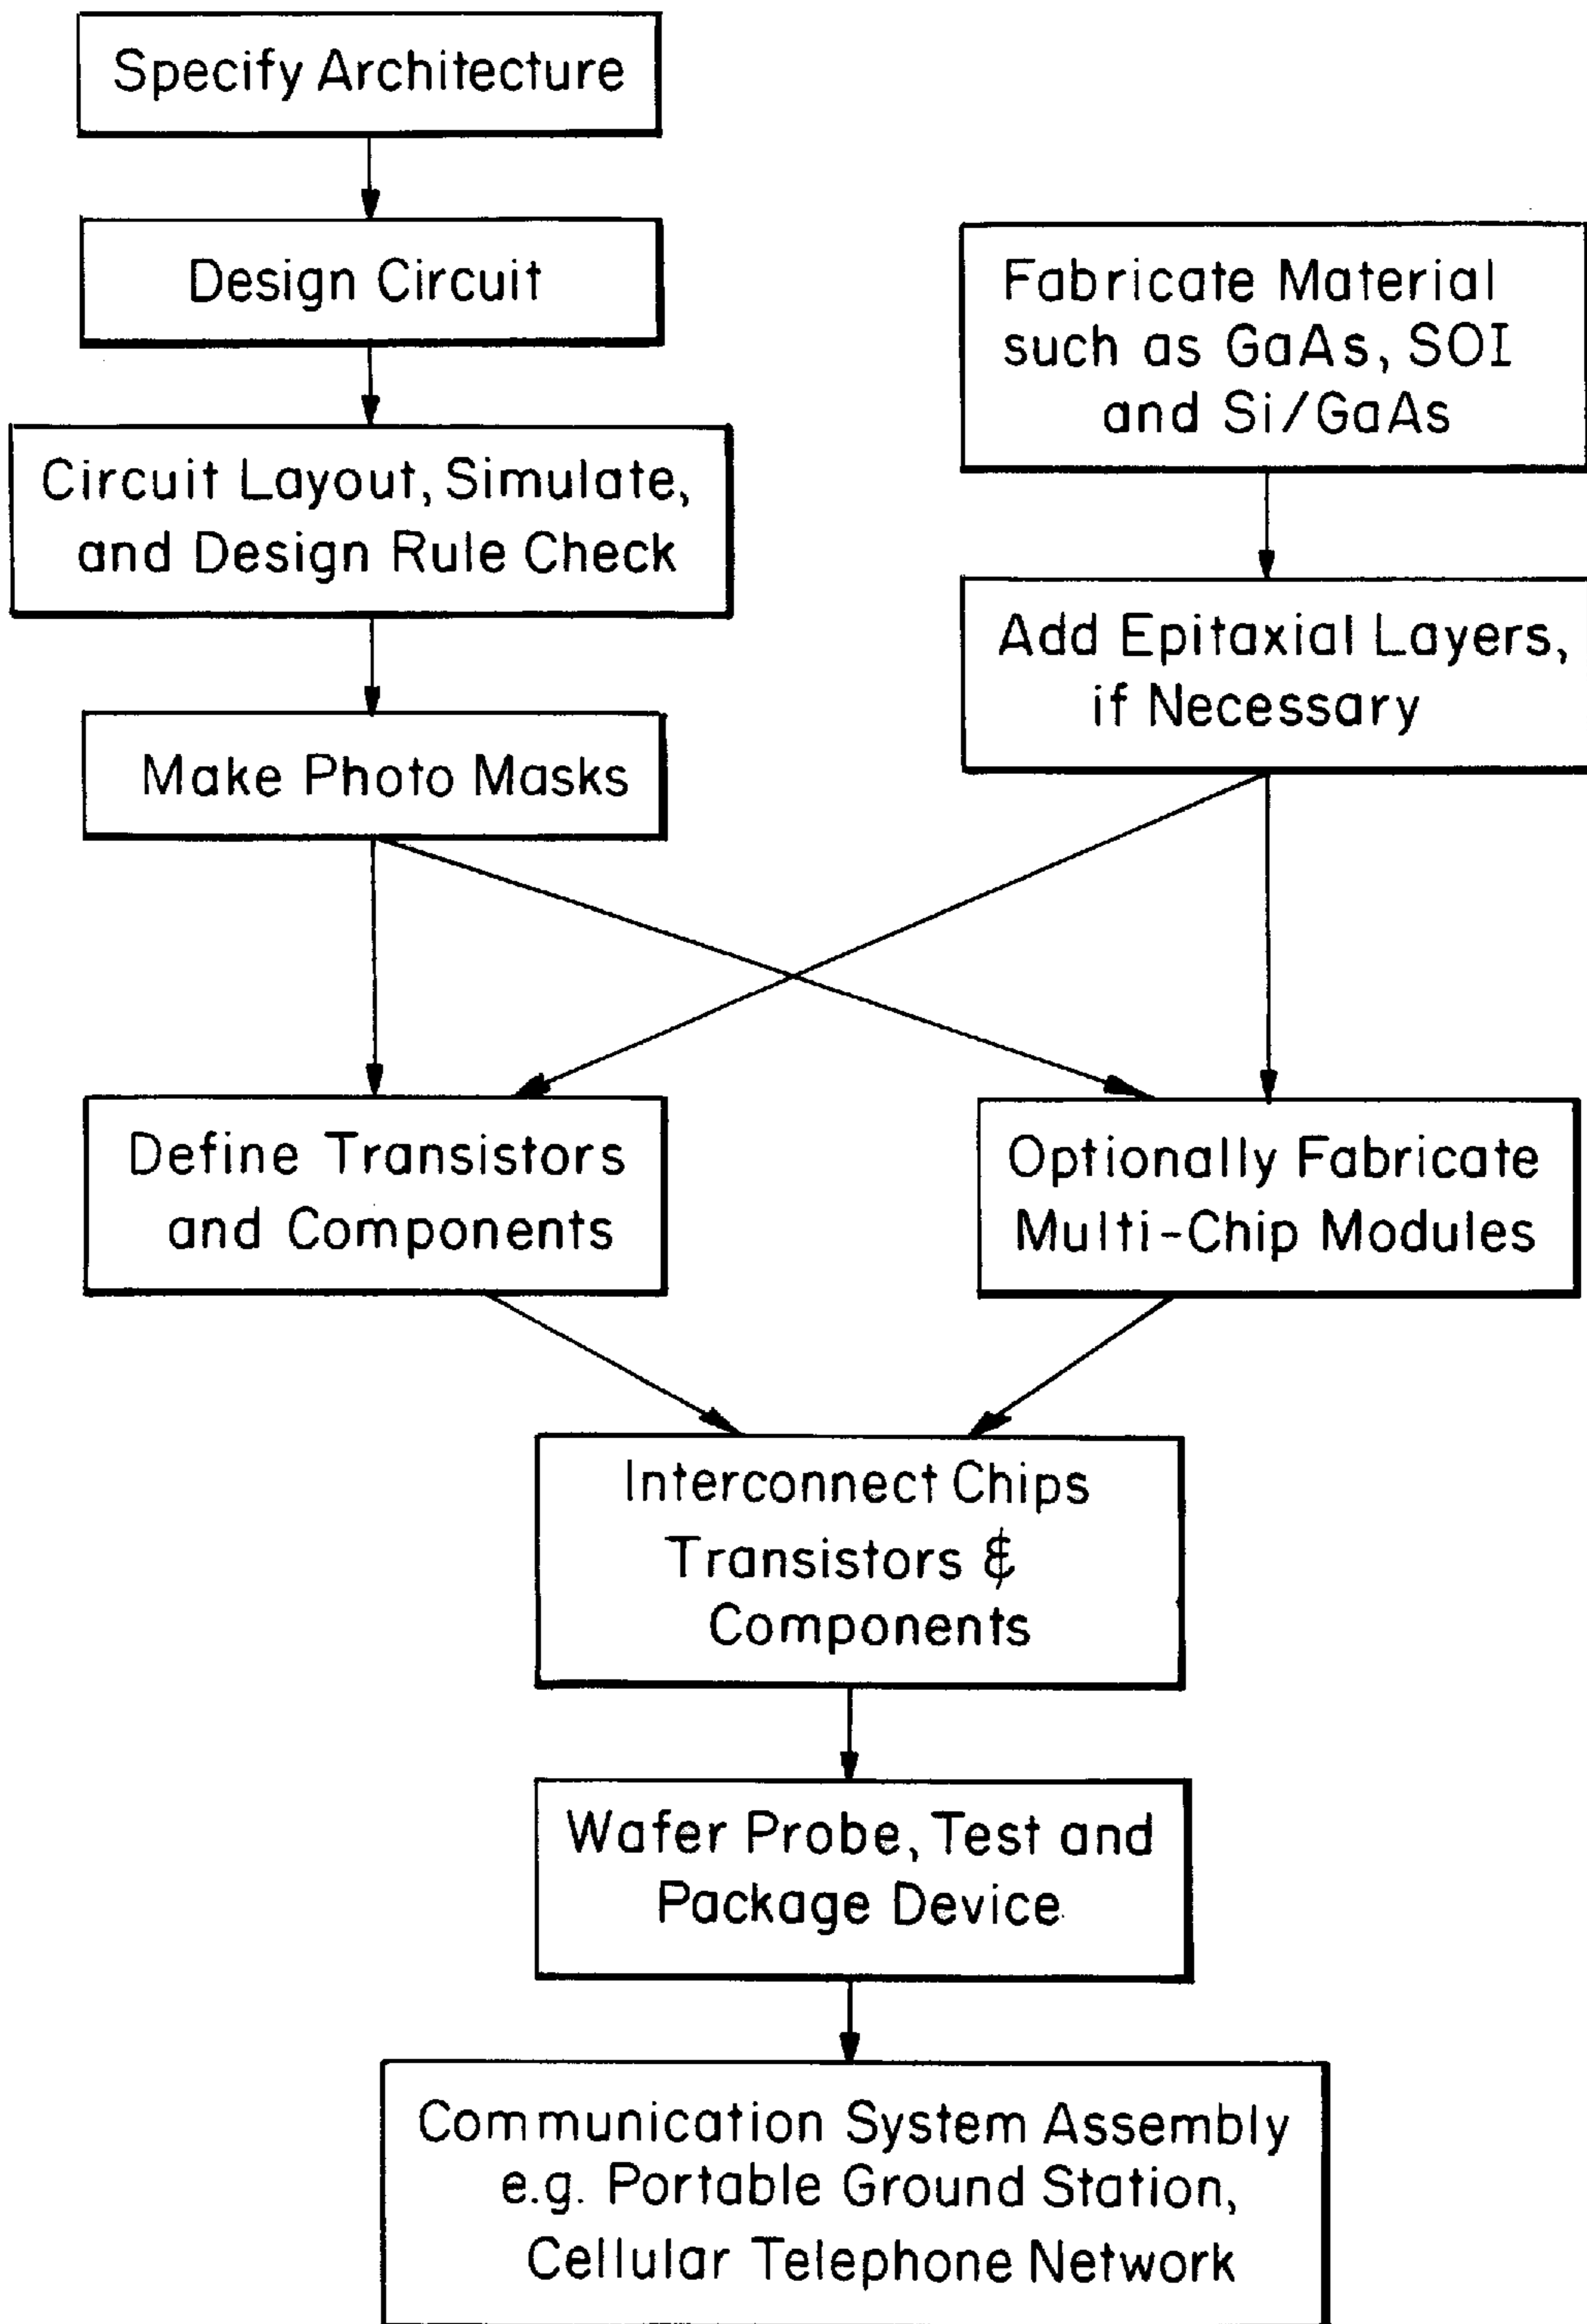 Specify Architecture
Design Circuit
Fabricate Material
such as GaAs, SOI
and Si/GaAs
Circuit Layout, Simulate,
and Design Rule Check
Add Epitaxial Layers,
if Necessary
Make Photo Masks
Define Transistors
and Components
Optionally Fabricate
Multi-Chip Modules
Interconnect Chips
Transistors &
Components
Wafer Probe, Test and
Package Device
Communication System Assembly
e.g. Portable Ground Station,
Cellular Telephone Network